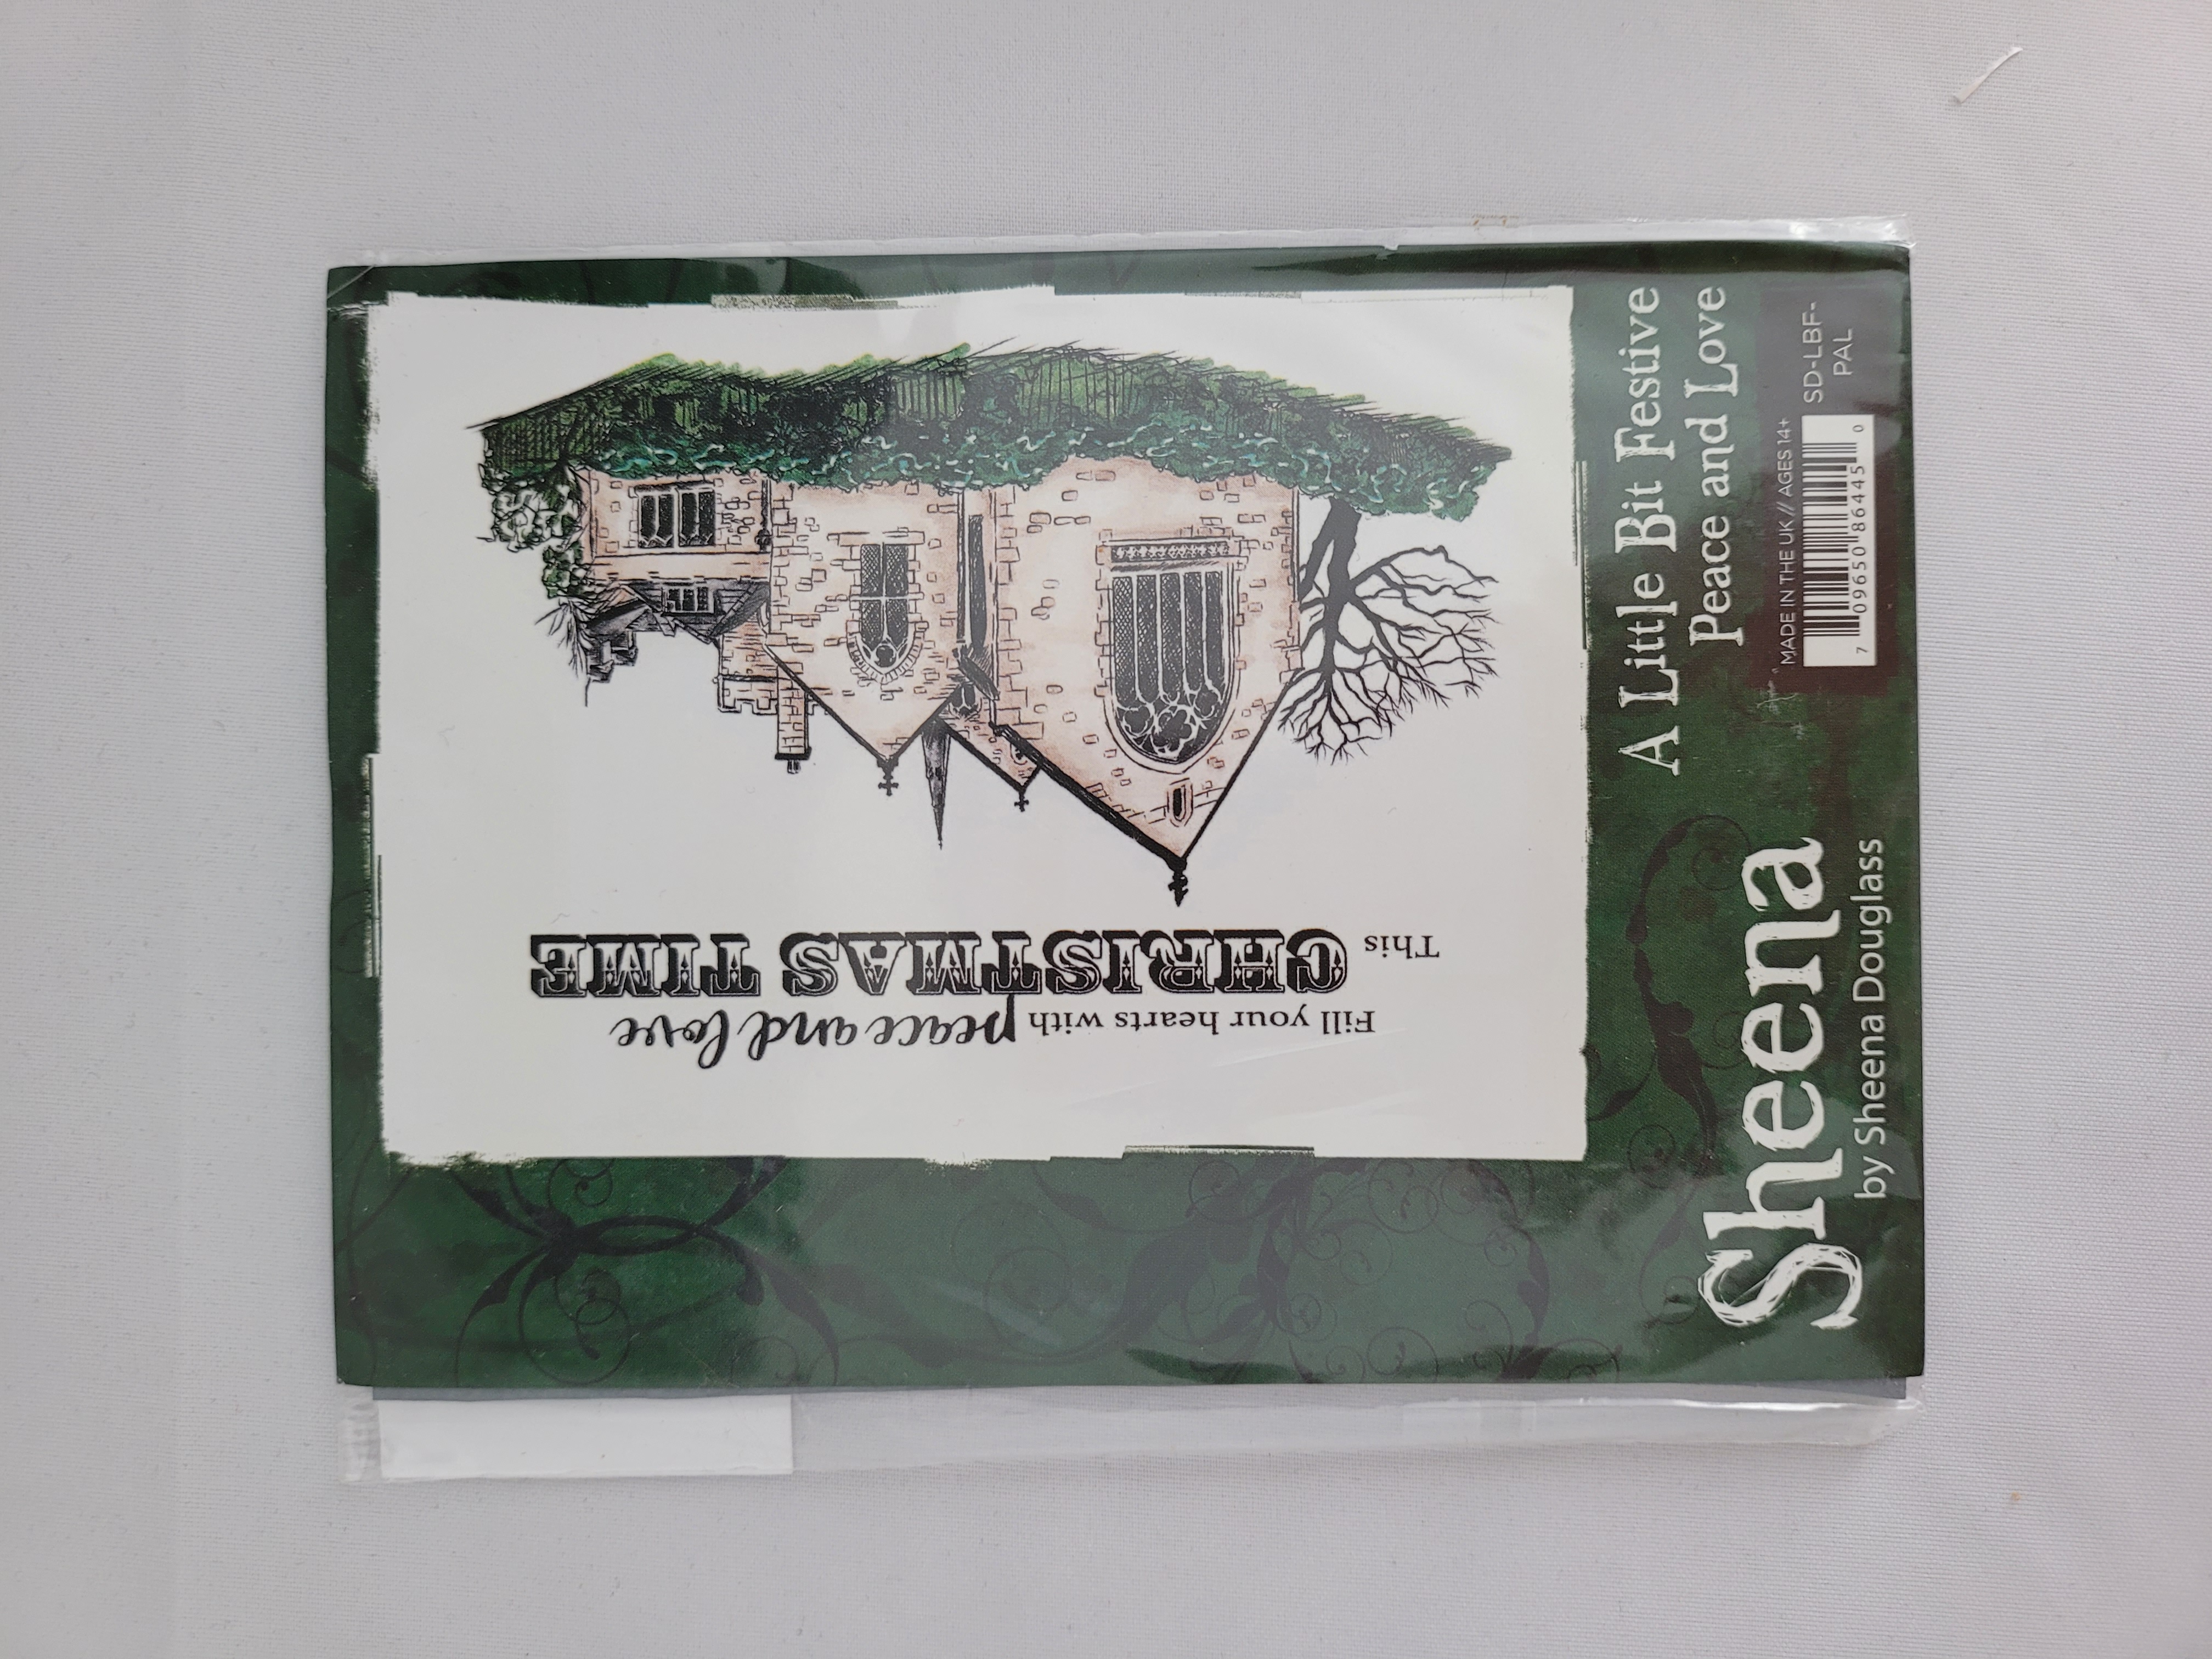 Fill your hearts with peace and love
This CHRISTMAS TIME
Sheena
by Sheena Douglass
A Little Bit Festive
Peace and Love
MADE IN THE UK // AGES 14+
SD-LBF-
PAL
7 09650 86445 0